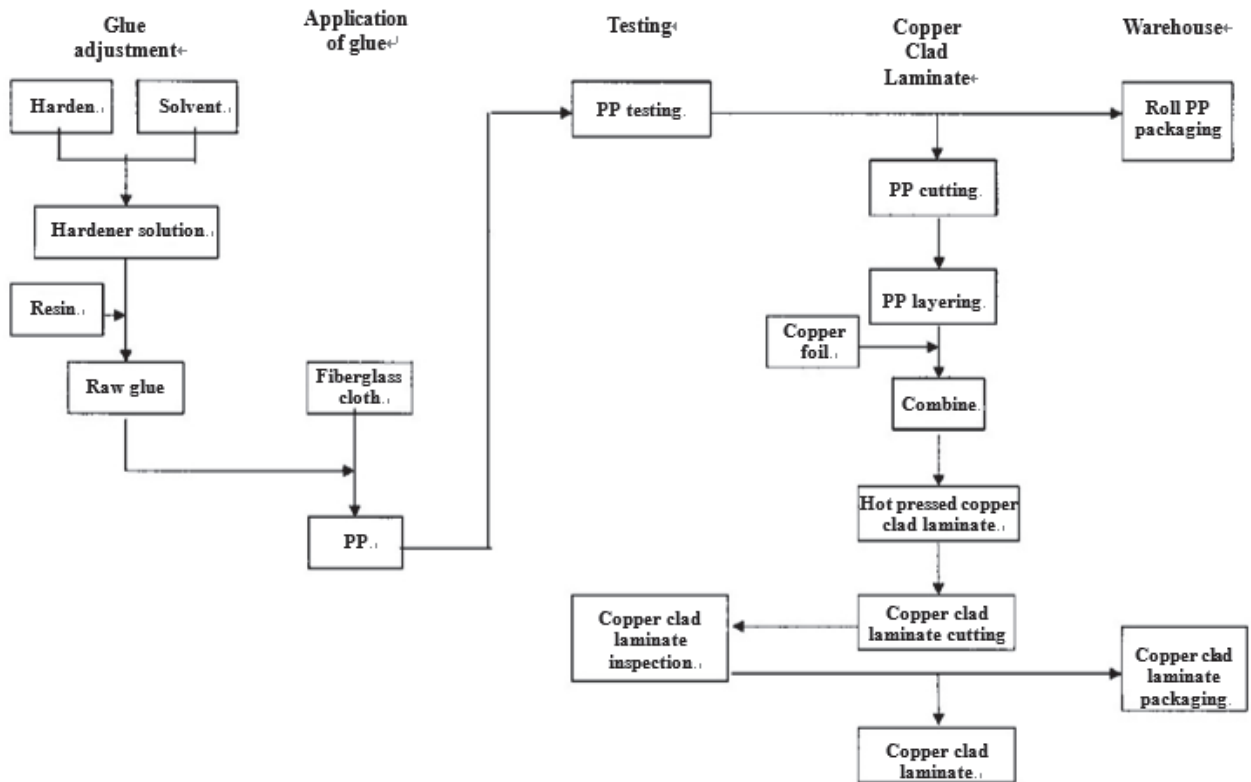 Glue
adjustment
Application
of glue
Testing
Copper
Clad
Laminate
Warehouse
Harden.
Solvent.
Hardener solution.
Resin.
Raw glue
Fiberglass
cloth.
PP.
PP testing.
Roll PP
packaging
PP cutting.
PP layering.
Copper
foil.
Combine.
Hot pressed copper
clad laminate.
Copper clad
laminate cutting
Copper clad
laminate
inspection.
Copper clad
laminate
packaging.
Copper clad
laminate.